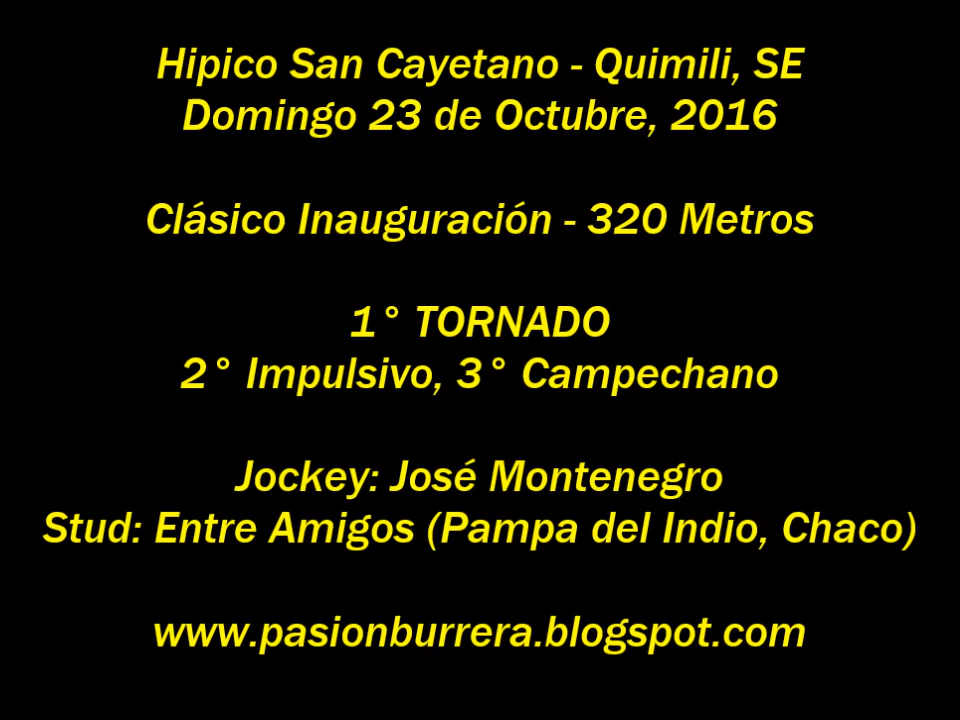 Hipico San Cayetano - Quimili, SE
Domingo 23 de Octubre, 2016
Clásico Inauguración - 320 Metros
1° TORNADO
2° Impulsivo, 3° Campechano
Jockey: José Montenegro
Stud: Entre Amigos (Pampa del Indio, Chaco)
www.pasionburrera.blogspot.com